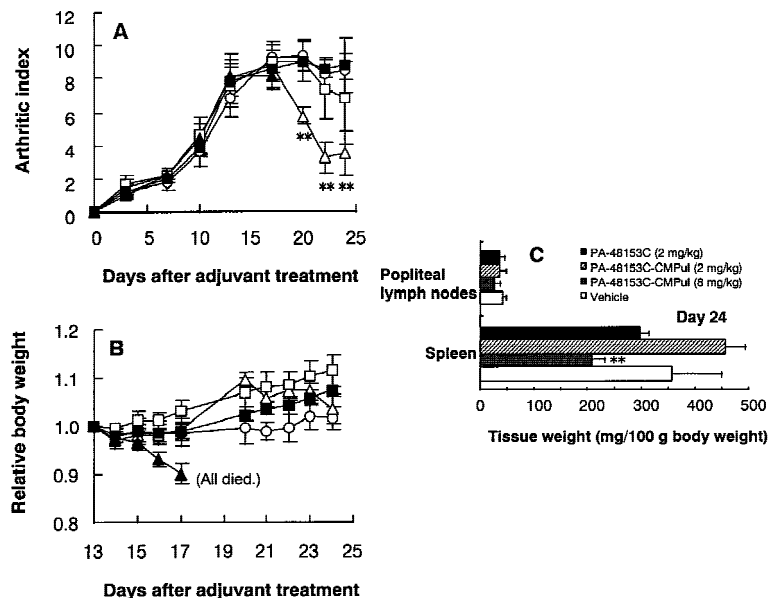 A
Arthritic index
12
10
8
6
4
2
0
**
** **
0 5 10 15 20 25
Days after adjuvant treatment
B
Relative body weight
1.2
1.1
1.0
0.9
0.8
(All died.)
13 15 17 19 21 23 25
Days after adjuvant treatment
C
PA-48153C (2 mg/kg)
PA-48153C-CMPul (2 mg/kg)
PA-48153C-CMPul (8 mg/kg)
Vehicle
Popliteal
lymph nodes
Day 24
Spleen
**
0 100 200 300 400 500
Tissue weight (mg/100 g body weight)